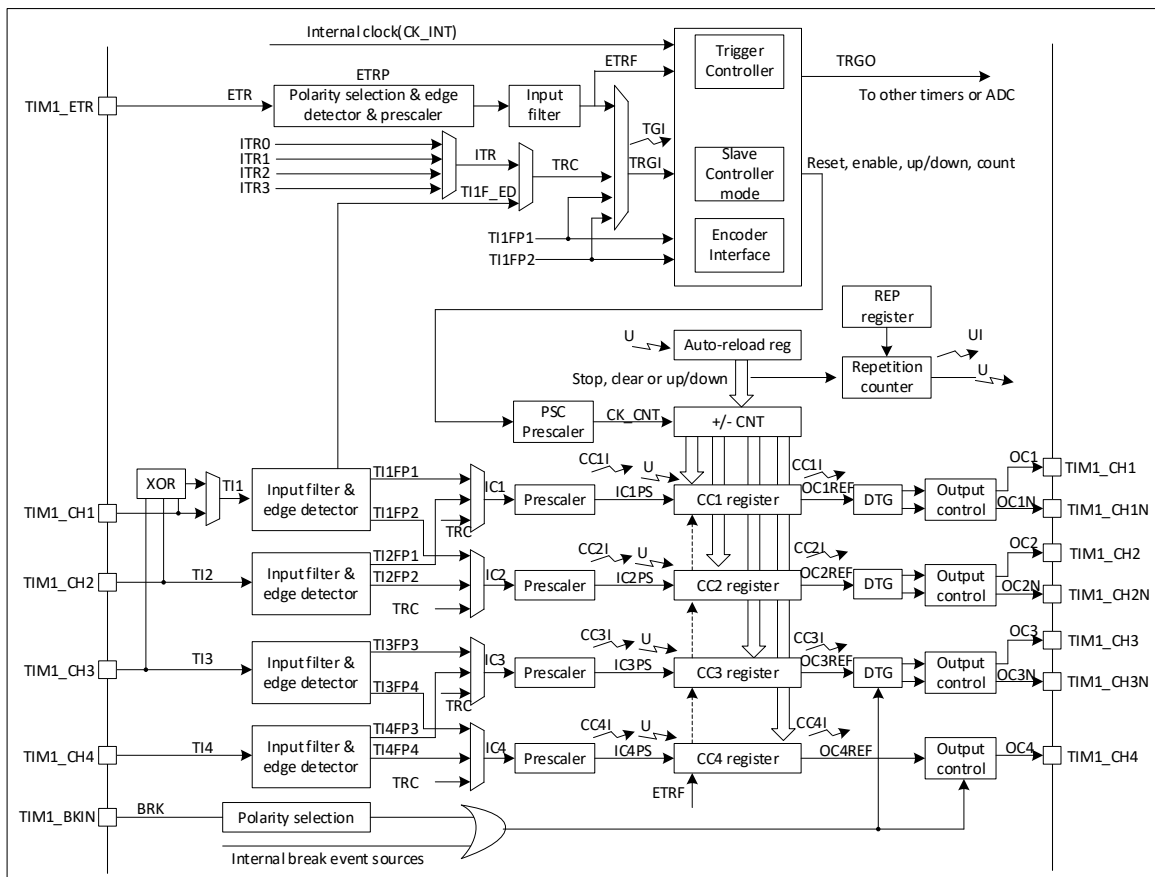 Internal clock(CK_INT)
Trigger
Controller
ETRF
TRGO
To other timers or ADC
ETRP
TIM1_ETR
ETR
Polarity selection & edge
detector & prescaler
Input
filter
TGI
ITR0
ITR1
ITR2
ITR3
ITR
TRC
TRGI
TI1F_ED
Slave
Controller
mode
Reset, enable, up/down, count
TI1FP1
TI1FP2
Encoder
Interface
REP
register
U
Auto-reload reg
UI
Stop, clear or up/down
Repetition
counter
U
PSC
Prescaler
CK_CNT
+/- CNT
XOR
TI1
Input filter &
edge detector
TI1FP1
TI1FP2
TRC
IC1
Prescaler
CC1I
U
IC1PS
CC1 register
CC1I
OC1REF
DTG
Output
control
OC1
OC1N
TIM1_CH1
TIM1_CH1
TIM1_CH1N
TIM1_CH2
TI2
Input filter &
edge detector
TI2FP1
TI2FP2
TRC
IC2
Prescaler
CC2I
U
IC2PS
CC2 register
CC2I
OC2REF
DTG
Output
control
OC2
OC2N
TIM1_CH2
TIM1_CH2N
TIM1_CH3
TI3
Input filter &
edge detector
TI3FP3
TI3FP4
TRC
IC3
Prescaler
CC3I
U
IC3PS
CC3 register
CC3I
OC3REF
DTG
Output
control
OC3
OC3N
TIM1_CH3
TIM1_CH3N
TIM1_CH4
TI4
Input filter &
edge detector
TI4FP3
TI4FP4
TRC
IC4
Prescaler
CC4I
U
IC4PS
CC4 register
CC4I
OC4REF
Output
control
OC4
TIM1_CH4
ETRF
TIM1_BKIN
BRK
Polarity selection
Internal break event sources